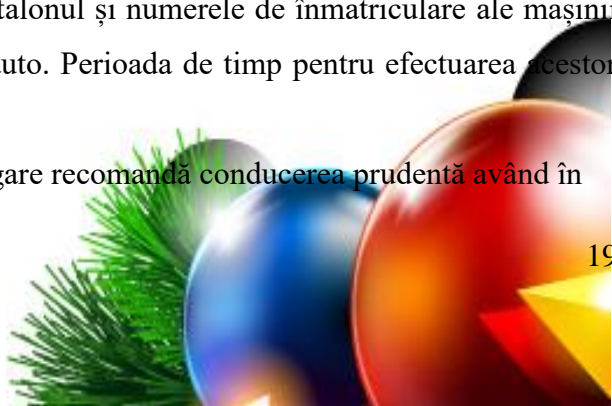 talonul și numerele de înmatriculare ale mașinii
auto. Perioada de timp pentru efectuarea acestor
gare recomandă conducerea prudentă având în
19